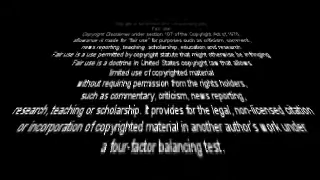 Fair use
Copyright Disclaimer under section 107 of the Copyright Act of 1976,
allowance is made for "fair use" for purposes such as criticism, comment,
news reporting, teaching, scholarship, education and research.
Fair use is a use permitted by copyright statute that might otherwise be infringing.
Fair use is a doctrine in United States copyright law that allows
limited use of copyrighted material
without requiring permission from the rights holders,
such as commentary, criticism, news reporting,
research, teaching or scholarship. It provides for the legal, non-licensed citation
or incorporation of copyrighted material in another author's work under
a four-factor balancing test.